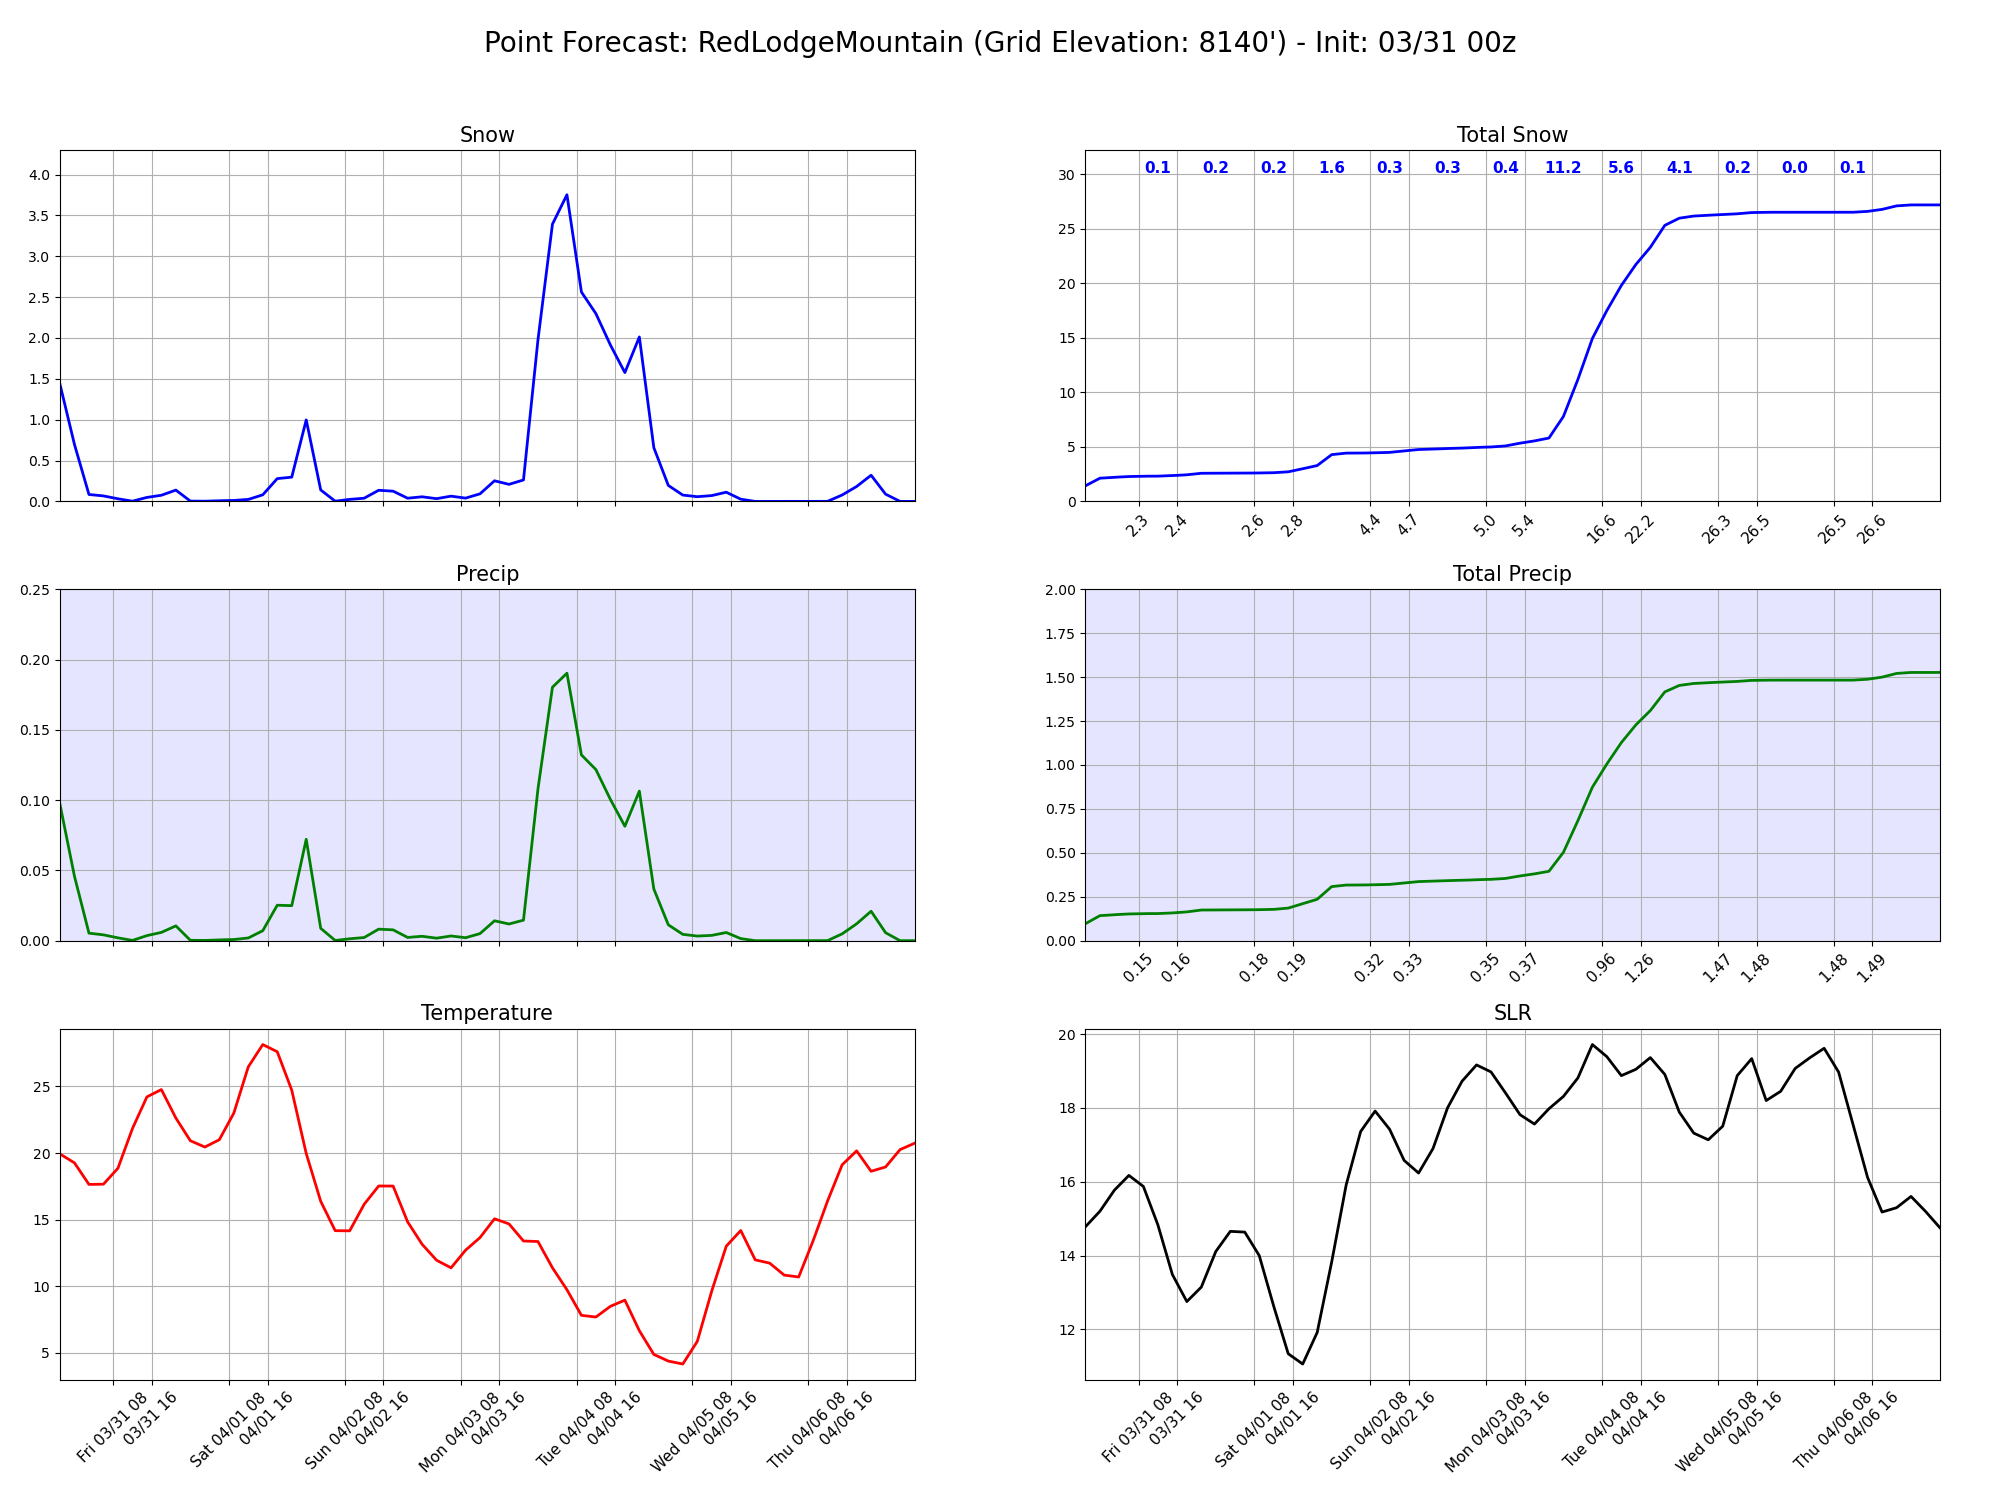 Point Forecast: RedLodgeMountain (Grid Elevation: 8140') - Init: 03/31 00z
Snow
4.0
3.5
3.0
2.5
2.0
1.5
1.0
0.5
0.0
Total Snow
0.1 0.2 0.2 1.6 0.3 0.3 0.4 11.2 5.6 4.1 0.2 0.0 0.1
30
25
20
15
10
5
0
2.3 2.4 2.6 2.8 4.4 4.7 5.0 5.4 16.6 22.2 26.3 26.5 26.5 26.6
Precip
0.25
0.20
0.15
0.10
0.05
0.00
Total Precip
2.00
1.75
1.50
1.25
1.00
0.75
0.50
0.25
0.00
0.15 0.16 0.18 0.19 0.32 0.33 0.35 0.37 0.96 1.26 1.47 1.48 1.48 1.49
Temperature
25
20
15
10
5
Fri 03/31 08
03/31 16
Sat 04/01 08
04/01 16
Sun 04/02 08
04/02 16
Mon 04/03 08
04/03 16
Tue 04/04 08
04/04 16
Wed 04/05 08
04/05 16
Thu 04/06 08
04/06 16
SLR
20
18
16
14
12
Fri 03/31 08
03/31 16
Sat 04/01 08
04/01 16
Sun 04/02 08
04/02 16
Mon 04/03 08
04/03 16
Tue 04/04 08
04/04 16
Wed 04/05 08
04/05 16
Thu 04/06 08
04/06 16